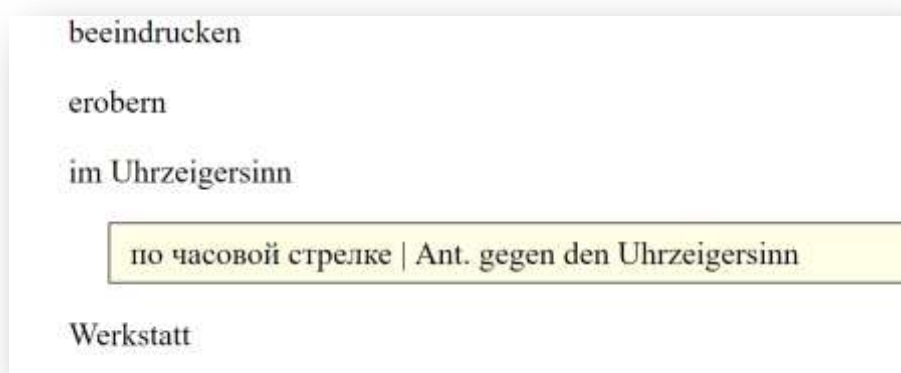 beeindrucken
erobern
im Uhrzeigersinn
по часовой стрелке | Ant. gegen den Uhrzeigersinn
Werkstatt